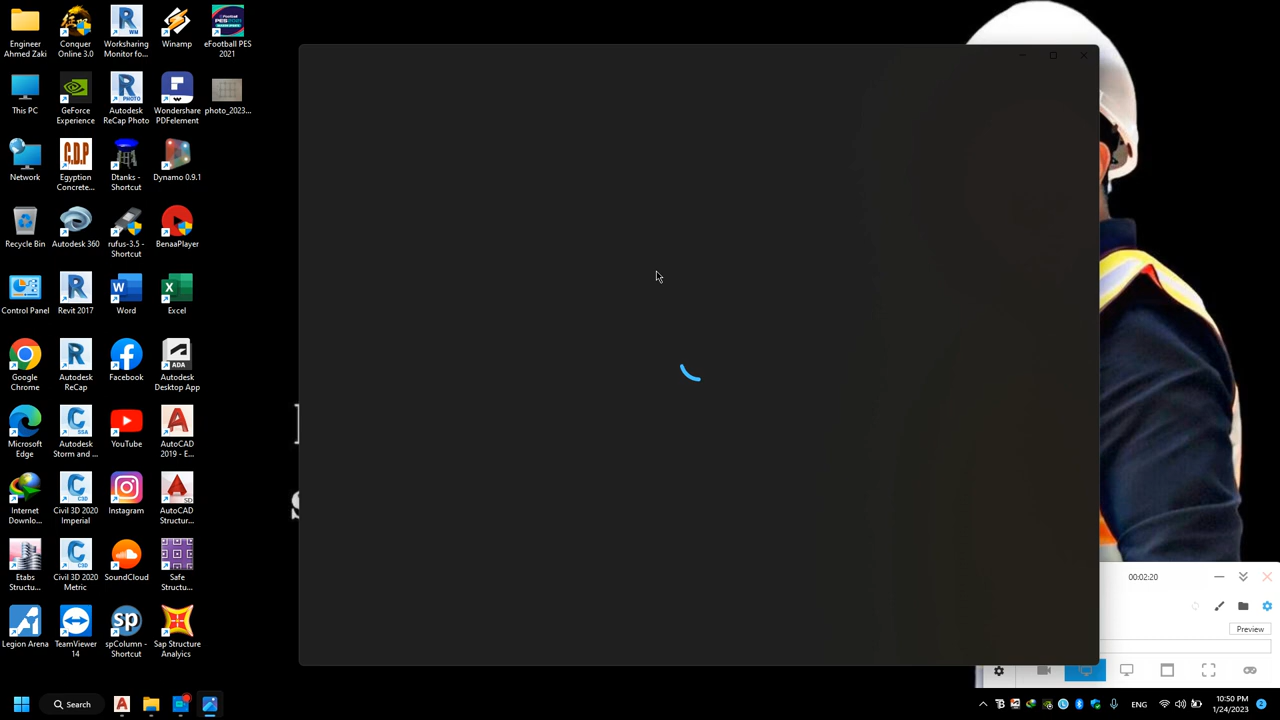 Engineer
Ahmed Zaki
Conquer
Online 3.0
Worksharing
Monitor fo...
Winamp
eFootball PES
2021
This PC
GeForce
Experience
Autodesk
ReCap Photo
Wondershare
PDFelement
photo_2023...
Network
Egyption
Concrete...
Dtanks -
Shortcut
Dynamo 0.9.1
Recycle Bin
Autodesk 360
rufus-3.5 -
Shortcut
BenaaPlayer
Control Panel
Revit 2017
Word
Excel
Google
Chrome
Autodesk
ReCap
Facebook
Autodesk
Desktop App
Microsoft
Edge
Autodesk
Storm and ...
YouTube
AutoCAD
2019 - E...
Internet
Downlo...
Civil 3D 2020
Imperial
Instagram
AutoCAD
Structur...
Etabs
Structu...
Civil 3D 2020
Metric
SoundCloud
Safe
Structu...
Legion Arena
TeamViewer
14
spColumn -
Shortcut
Sap Structure
Analyics
00:02:20
Preview
Search
ENG
10:50 PM
1/24/2023